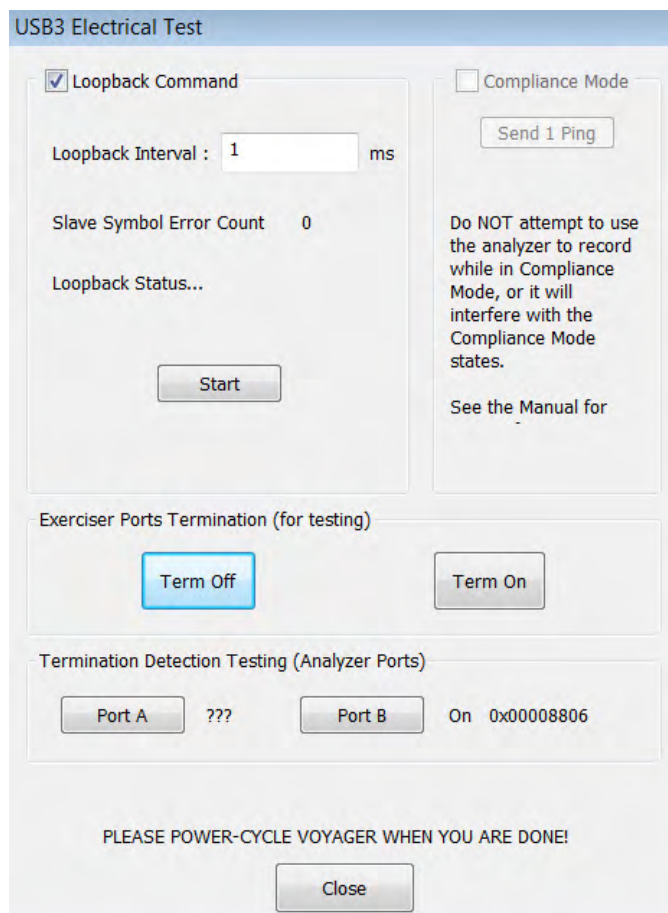 USB3 Electrical Test
Loopback Command
Loopback Interval : 1 ms
Slave Symbol Error Count 0
Loopback Status...
Start
Compliance Mode
Send 1 Ping
Do NOT attempt to use
the analyzer to record
while in Compliance
Mode, or it will
interfere with the
Compliance Mode
states.
See the Manual for
Exerciser Ports Termination (for testing)
Term Off Term On
Termination Detection Testing (Analyzer Ports)
Port A ??? Port B On 0x00008806
PLEASE POWER-CYCLE VOYAGER WHEN YOU ARE DONE!
Close